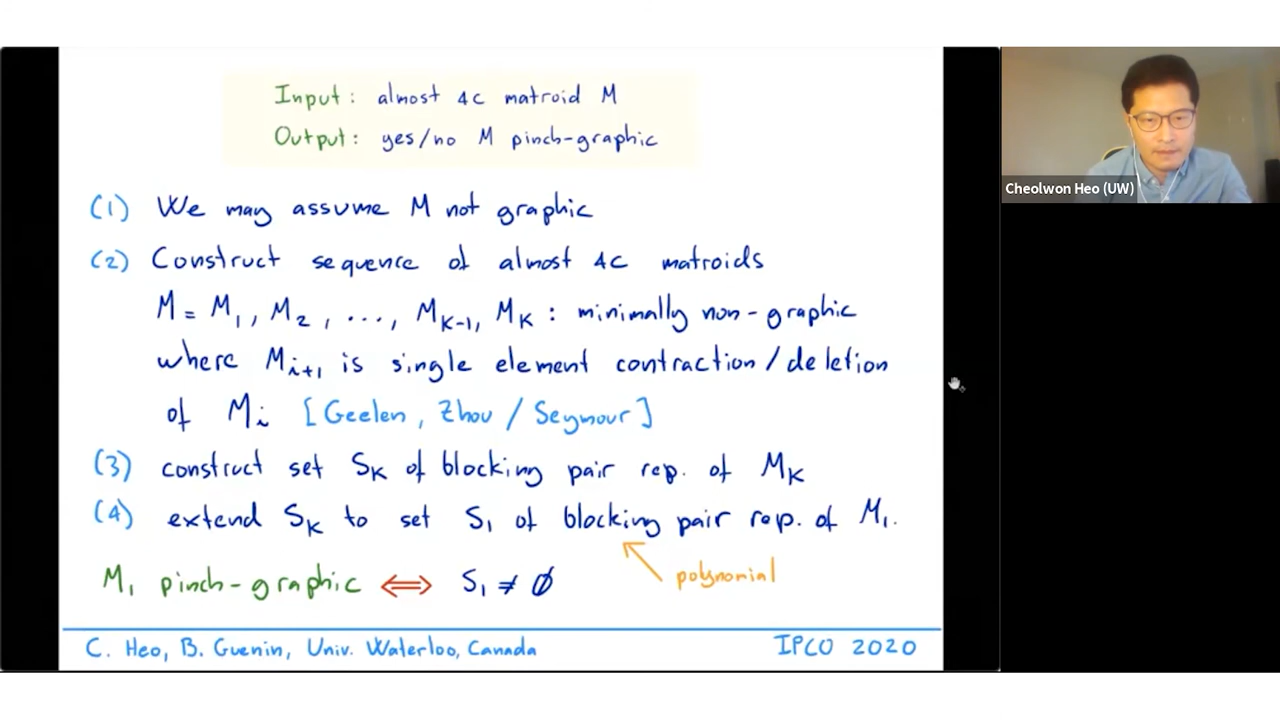 Input: almost 4c matroid M
Output: yes/no M pinch-graphic
(1) We may assume M not graphic
(2) Construct sequence of almost 4c matroids
M = M₁, M₂, ..., Mₖ₋₁, Mₖ : minimally non-graphic
where Mᵢ₊₁ is single element contraction/deletion
of Mᵢ [Geelen, Zhou / Seymour]
(3) construct set Sₖ of blocking pair rep. of Mₖ
(4) extend Sₖ to set S₁ of blocking pair rep. of M₁.
polynomial
M₁ pinch-graphic ⟺ S₁ ≠ ∅
C. Heo, B. Guenin, Univ. Waterloo, Canada IPCO 2020
Cheolwon Heo (UW)